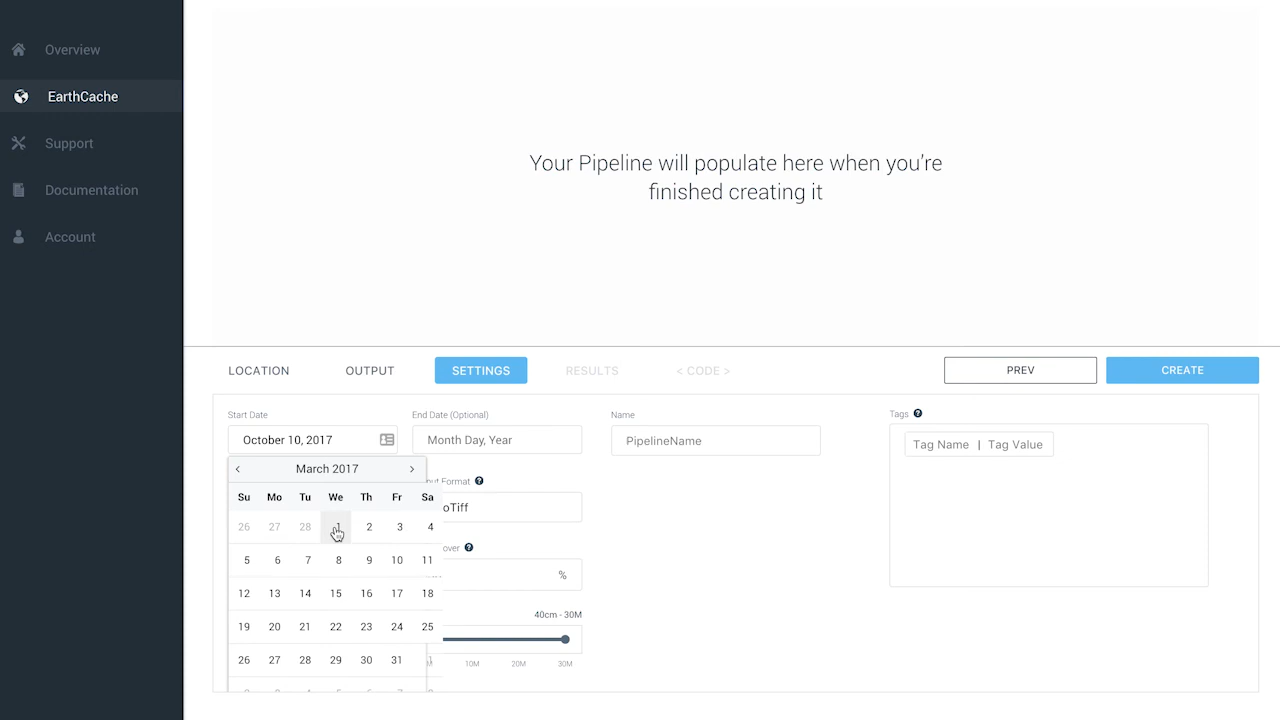 Overview
EarthCache
Support
Documentation
Account
Your Pipeline will populate here when you're
finished creating it
LOCATION OUTPUT SETTINGS RESULTS < CODE > PREV CREATE
Start Date End Date (Optional) Name Tags ?
October 10, 2017 Month Day, Year PipelineName Tag Name | Tag Value
< March 2017 >
Su Mo Tu We Th Fr Sa
26 27 28 1 2 3 4
5 6 7 8 9 10 11
12 13 14 15 16 17 18
19 20 21 22 23 24 25
26 27 28 29 30 31 1
put Format ?
oTiff
over ?
%
40cm - 30M
10M 20M 30M